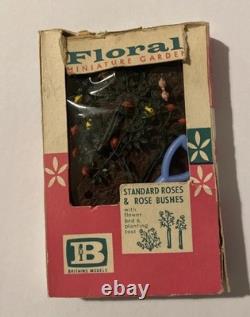 Floral
MINIATURE GARDEN
STANDARD ROSES
& ROSE BUSHES
with
flower
bed &
planting
tool
B
BRITAINS MODELS